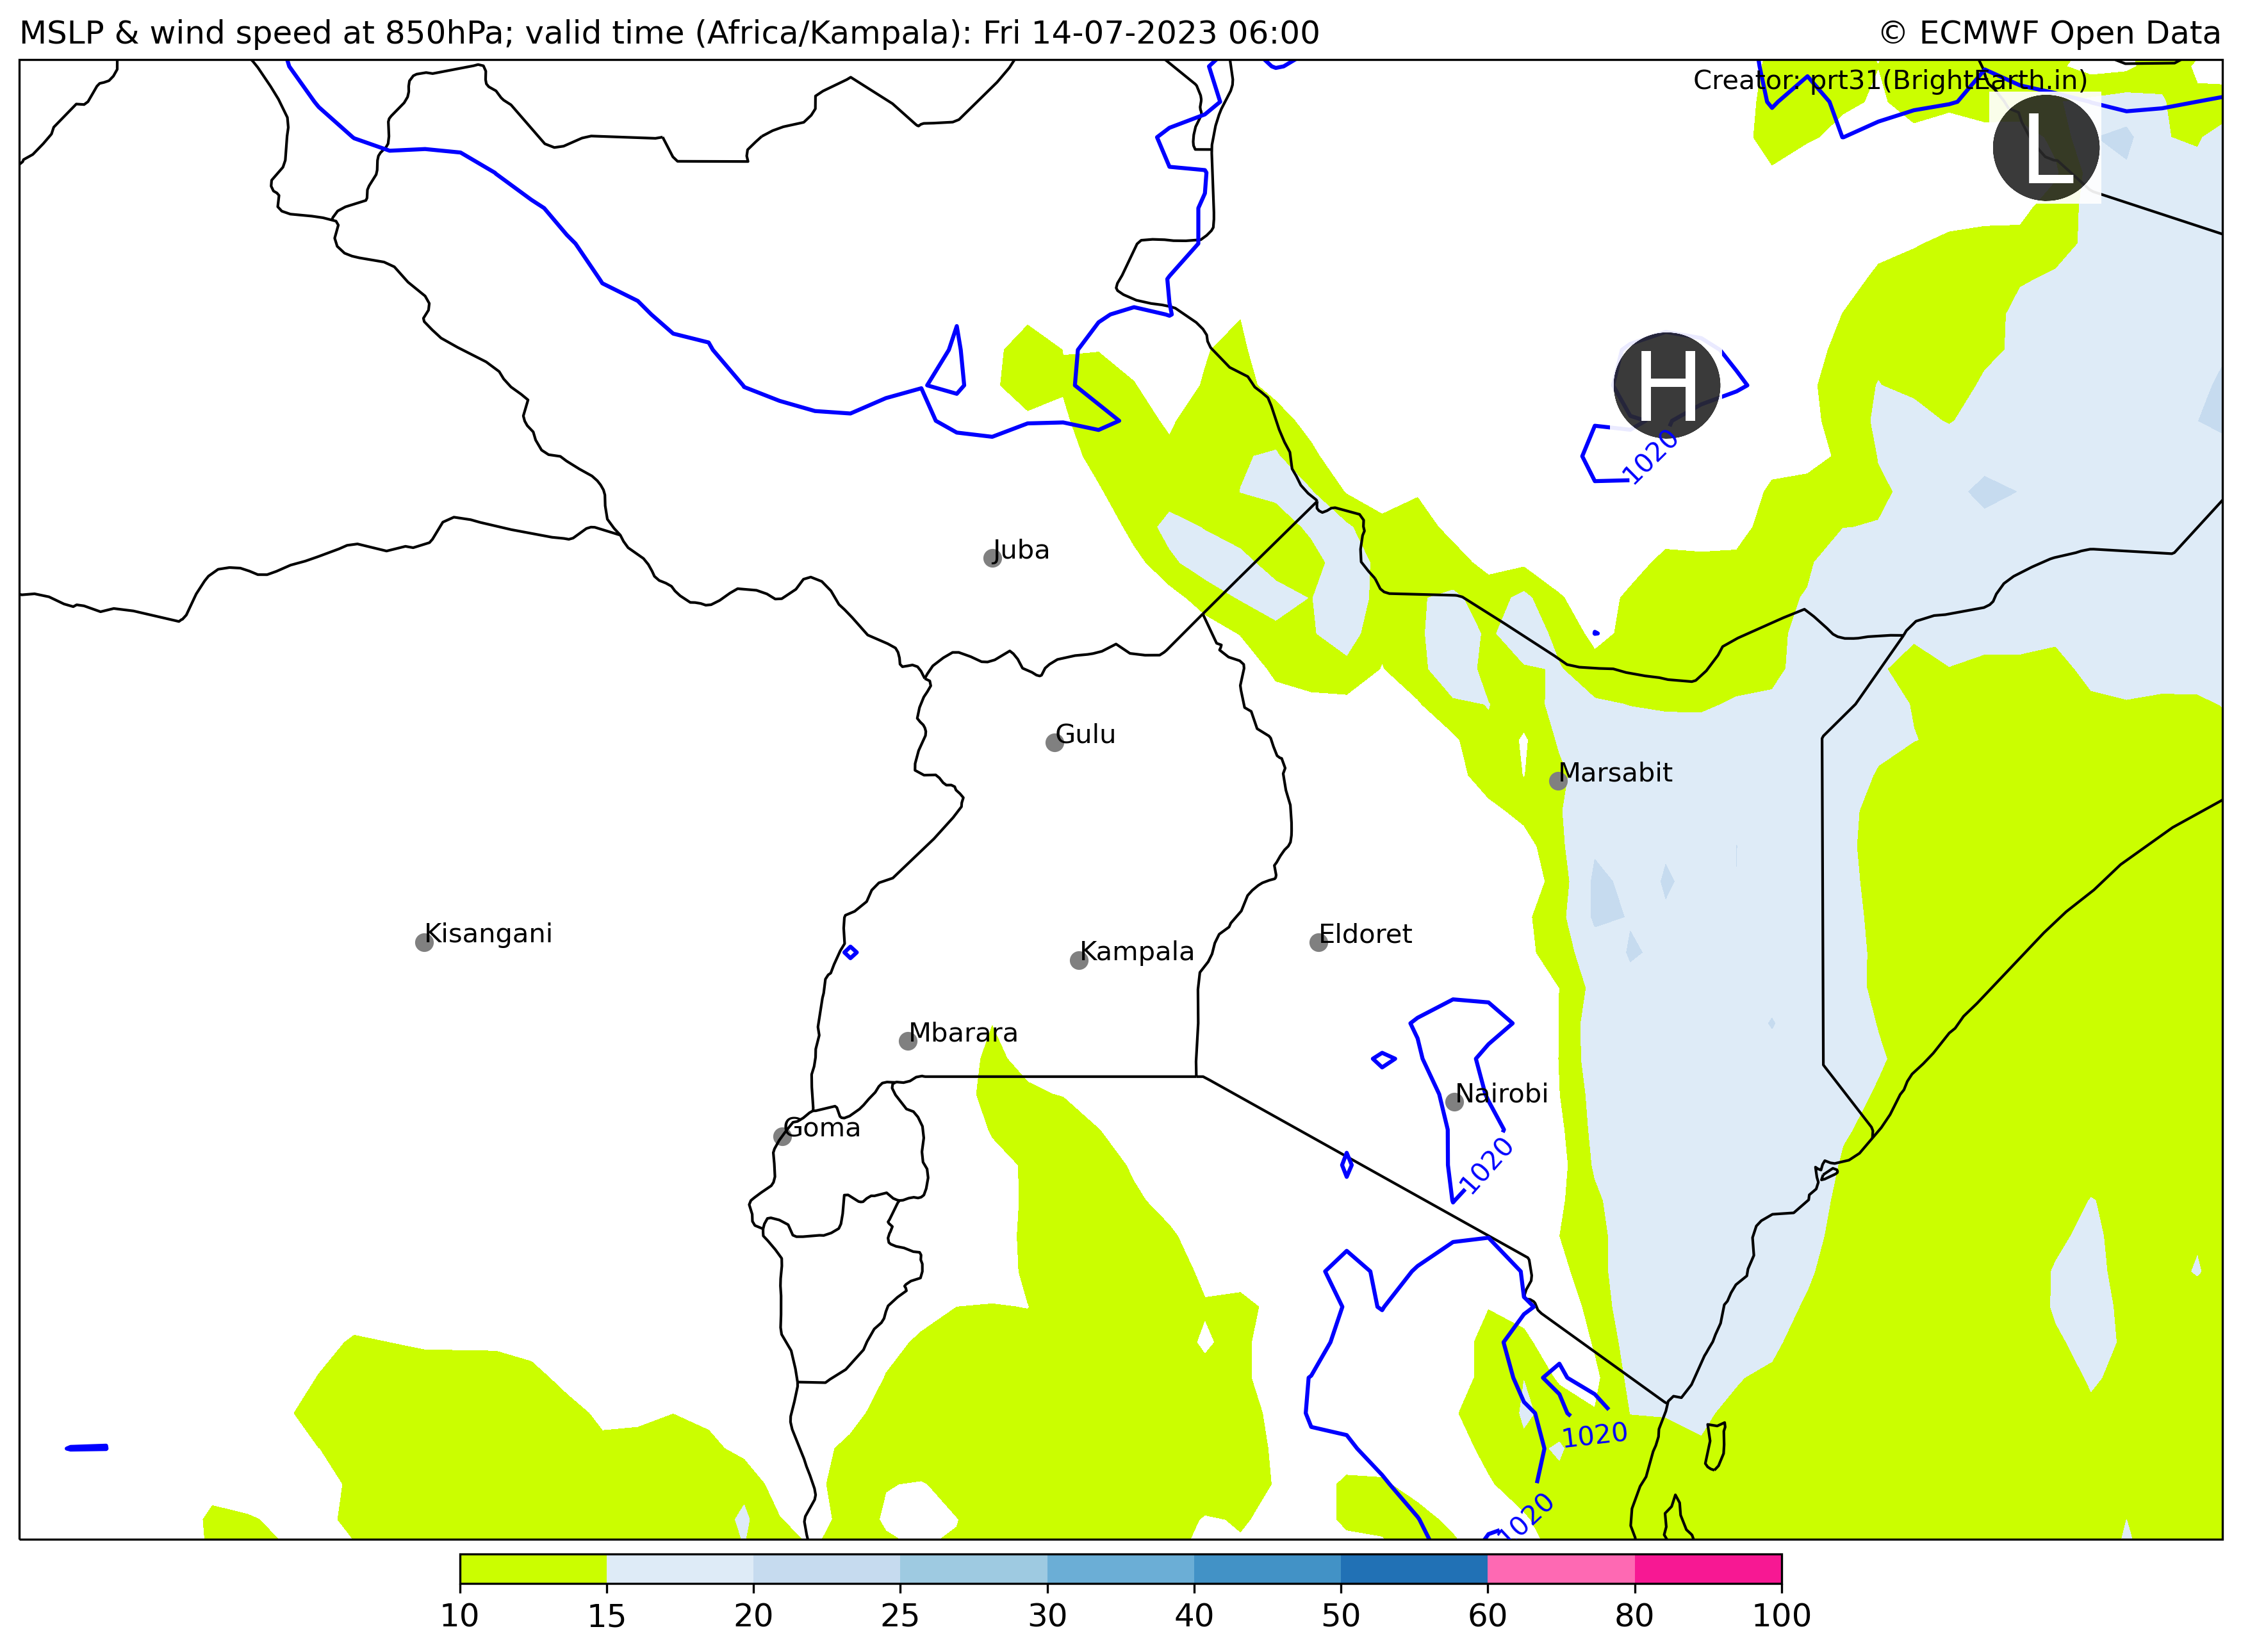 MSLP & wind speed at 850hPa; valid time (Africa/Kampala): Fri 14-07-2023 06:00
© ECMWF Open Data
Creator: prt31(BrightEarth.in)
L
H
1020
Juba
Gulu
Marsabit
Kisangani
Eldoret
Kampala
Mbarara
Nairobi
Goma
1020
1020
1020
10 15 20 25 30 40 50 60 80 100